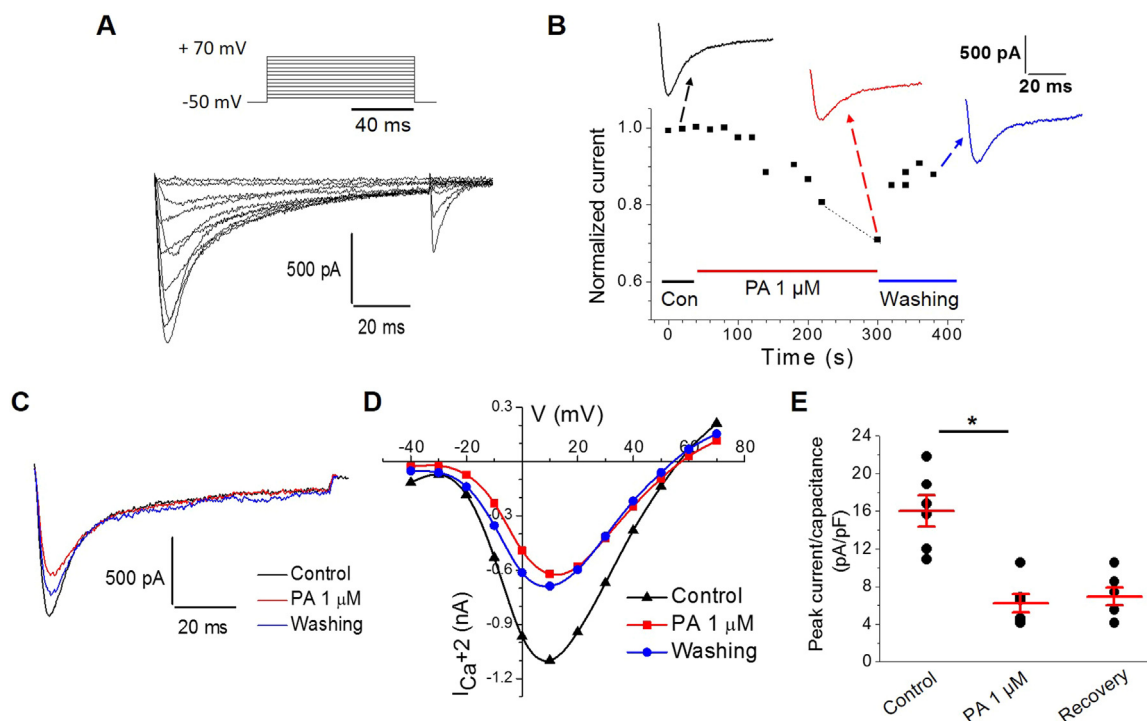 A
+ 70 mV
-50 mV
40 ms
500 pA
20 ms
B
500 pA
20 ms
Normalized current
1.0
0.8
0.6
Con
PA 1 µM
Washing
0
100
200
300
400
Time (s)
C
500 pA
20 ms
Control
PA 1 µM
Washing
D
V (mV)
0.3
-40
-20
20
40
60
80
0.3
-0.6
-0.9
-1.2
I Ca+2 (nA)
Control
PA 1 µM
Washing
E
*
Peak current/capacitance
(pA/pF)
24
20
16
12
8
4
0
Control
PA 1 µM
Recovery